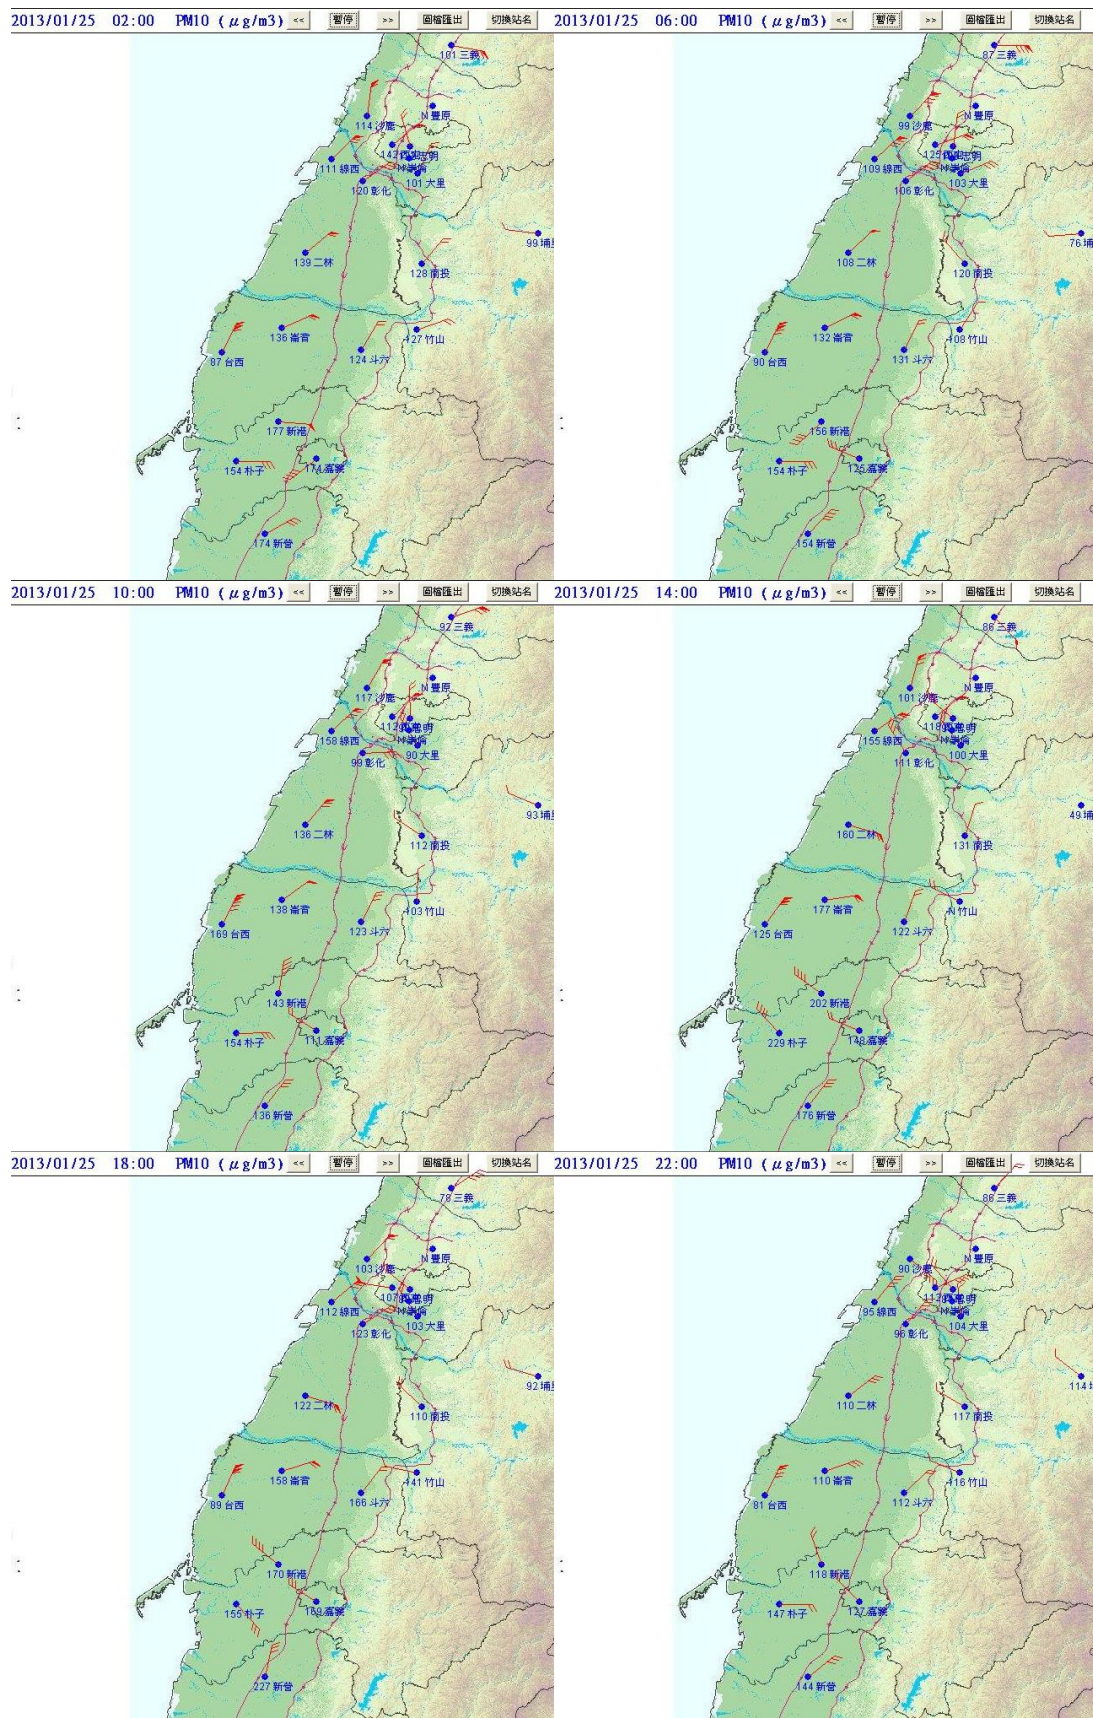 2013/01/25 02:00 PM10 (μg/m3) << 暫停 >> 圖檔匯出 切換站名
101 三義
114 沙鹿
N 豐原
111 線西
120 彰化
101 大里
99 埔里
139 二林
128 南投
136 崙背
87 台西
124 斗六
127 竹山
177 新港
154 朴子
174 嘉義
174 新營
2013/01/25 06:00 PM10 (μg/m3) << 暫停 >> 圖檔匯出 切換站名
87 三義
99 沙鹿
N 豐原
109 線西
106 彰化
103 大里
76 埔
108 二林
120 南投
132 崙背
90 台西
131 斗六
108 竹山
156 新港
154 朴子
125 嘉義
154 新營
2013/01/25 10:00 PM10 (μg/m3) << 暫停 >> 圖檔匯出 切換站名
92 三義
117 沙鹿
N 豐原
158 線西
99 彰化
90 大里
93 埔里
136 二林
112 南投
138 崙背
169 台西
123 斗六
103 竹山
143 新港
154 朴子
111 嘉義
136 新營
2013/01/25 14:00 PM10 (μg/m3) << 暫停 >> 圖檔匯出 切換站名
86 三義
101 沙鹿
N 豐原
155 線西
111 彰化
100 大里
49 埔
160 二林
131 南投
177 崙背
125 台西
122 斗六
N 竹山
202 新港
229 朴子
148 嘉義
176 新營
2013/01/25 18:00 PM10 (μg/m3) << 暫停 >> 圖檔匯出 切換站名
78 三義
103 沙鹿
N 豐原
112 線西
123 彰化
103 大里
92 埔里
122 二林
110 南投
158 崙背
89 台西
166 斗六
141 竹山
170 新港
155 朴子
169 嘉義
227 新營
2013/01/25 22:00 PM10 (μg/m3) << 暫停 >> 圖檔匯出 切換站名
86 三義
90 沙鹿
N 豐原
95 線西
96 彰化
104 大里
114 埔
110 二林
117 南投
110 崙背
81 台西
112 斗六
116 竹山
118 新港
147 朴子
127 嘉義
144 新營